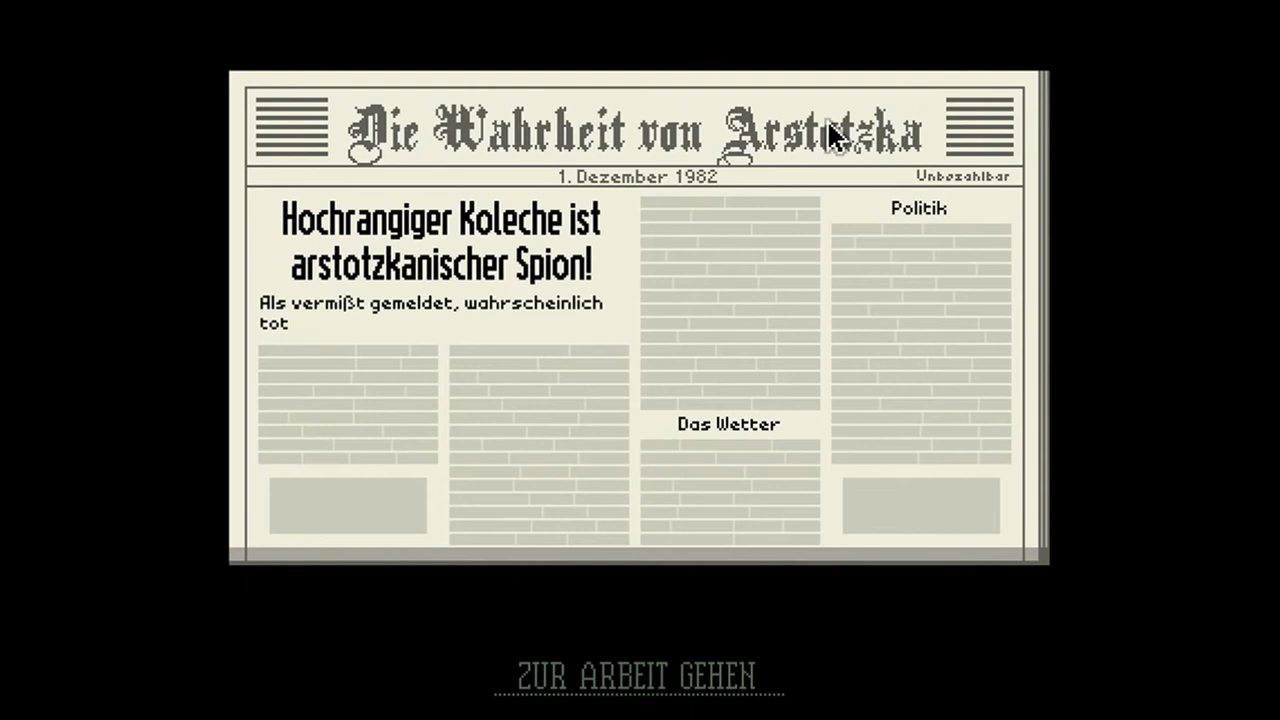 Die Wahrheit von Arstotzka
1. Dezember 1982
Unbezahlbar
Hochrangiger Koleche ist
arstotzkanischer Spion!
Als vermißt gemeldet, wahrscheinlich
tot
Das Wetter
Politik
ZUR ARBEIT GEHEN